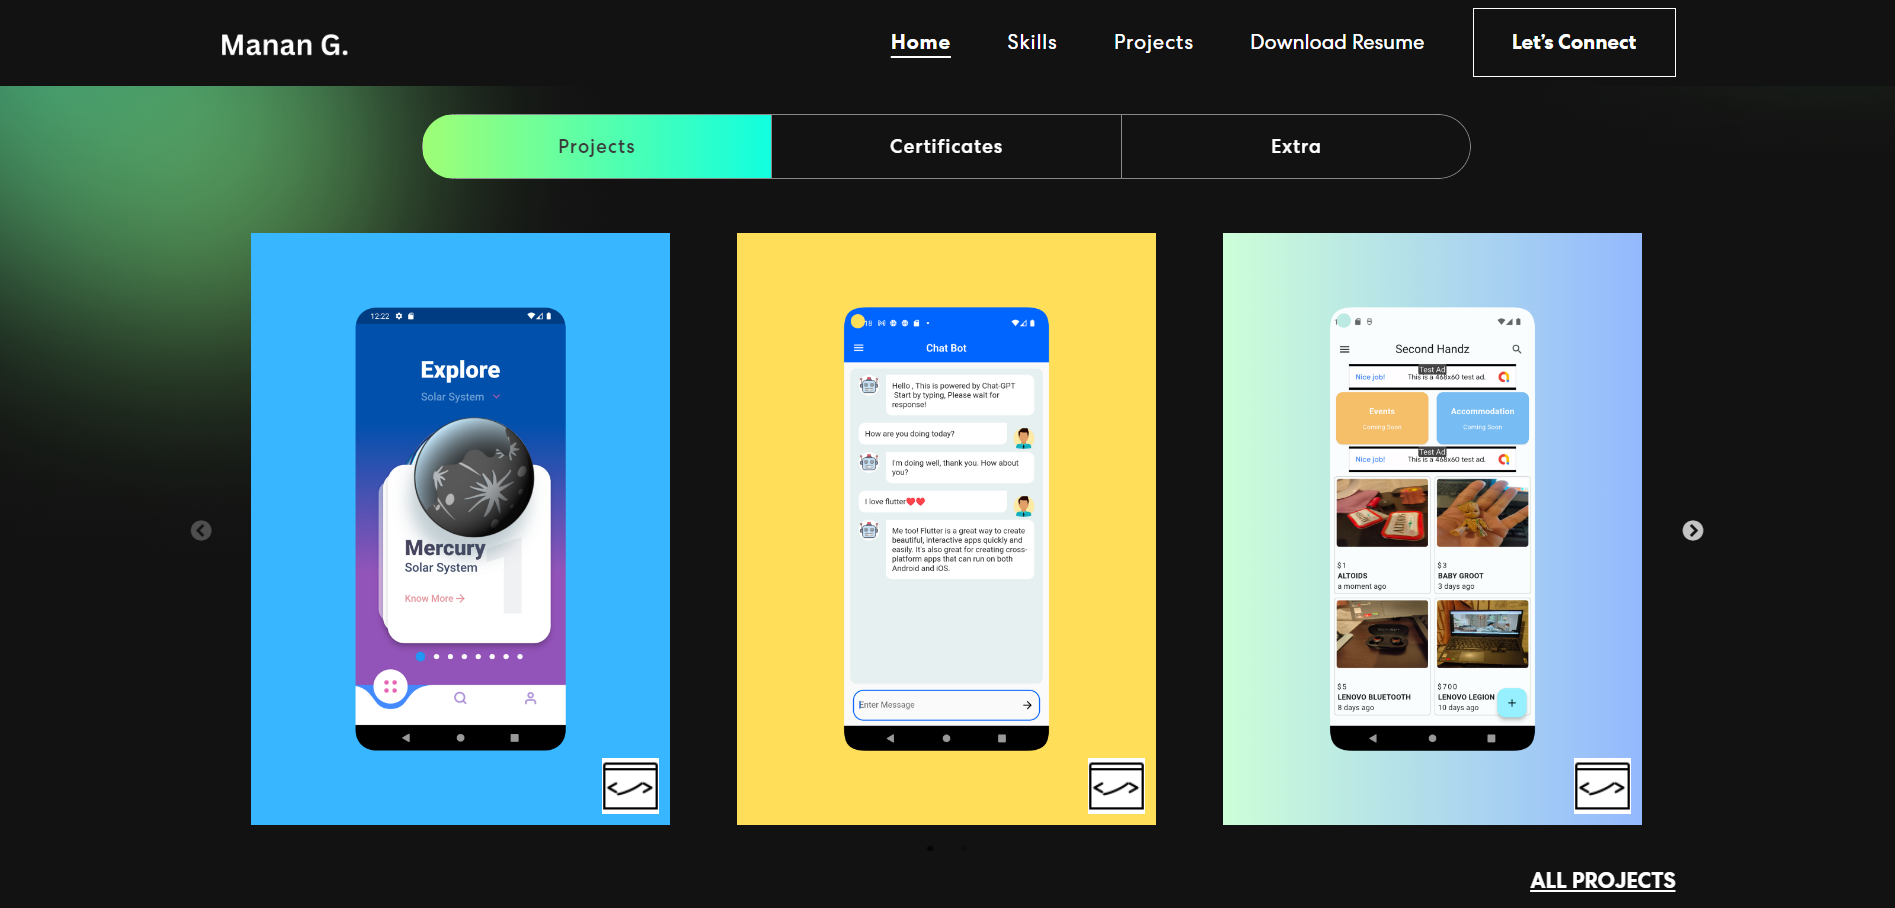 Manan G.
Home
Skills
Projects
Download Resume
Let's Connect
Projects
Certificates
Extra
12:22
Explore
Solar System
Mercury
Solar System
1
Know More
18
Chat Bot
Hello , This is powered by Chat-GPT
Start by typing, Please wait for
response!
How are you doing today?
I'm doing well, thank you. How about
you?
I love flutter❤️❤️
Me too! Flutter is a great way to create
beautiful, interactive apps quickly and
easily. It's also great for creating cross-
platform apps that can run on both
Android and iOS.
Enter Message
Second Handz
Test Ad
Nice job!
This is a 468x60 test ad.
Events
Coming Soon
Accommodation
Coming Soon
Test Ad
Nice job!
This is a 468x60 test ad.
$1
ALTOIDS
a moment ago
$3
BABY GROOT
3 days ago
$5
LENOVO BLUETOOTH
8 days ago
$700
LENOVO LEGION
10 days ago
ALL PROJECTS